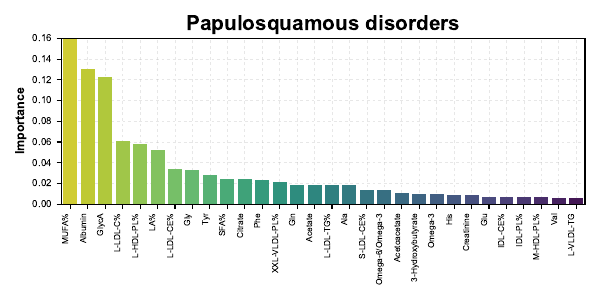 Papulosquamous disorders
Importance
0.16
0.14
0.12
0.10
0.08
0.06
0.04
0.02
0.00
MUFA%
Albumin
GlycA
L-LDL-C%
L-HDL-PL%
LA%
L-LDL-CE%
Gly
Tyr
SFA%
Citrate
Phe
XXL-VLDL-PL%
Gln
Acetate
L-LDL-TG%
Ala
S-LDL-CE%
Omega-6/Omega-3
Acetoacetate
3-Hydroxybutyrate
Omega-3
His
Creatinine
Glu
IDL-CE%
IDL-PL%
M-HDL-PL%
Val
L-VLDL-TG